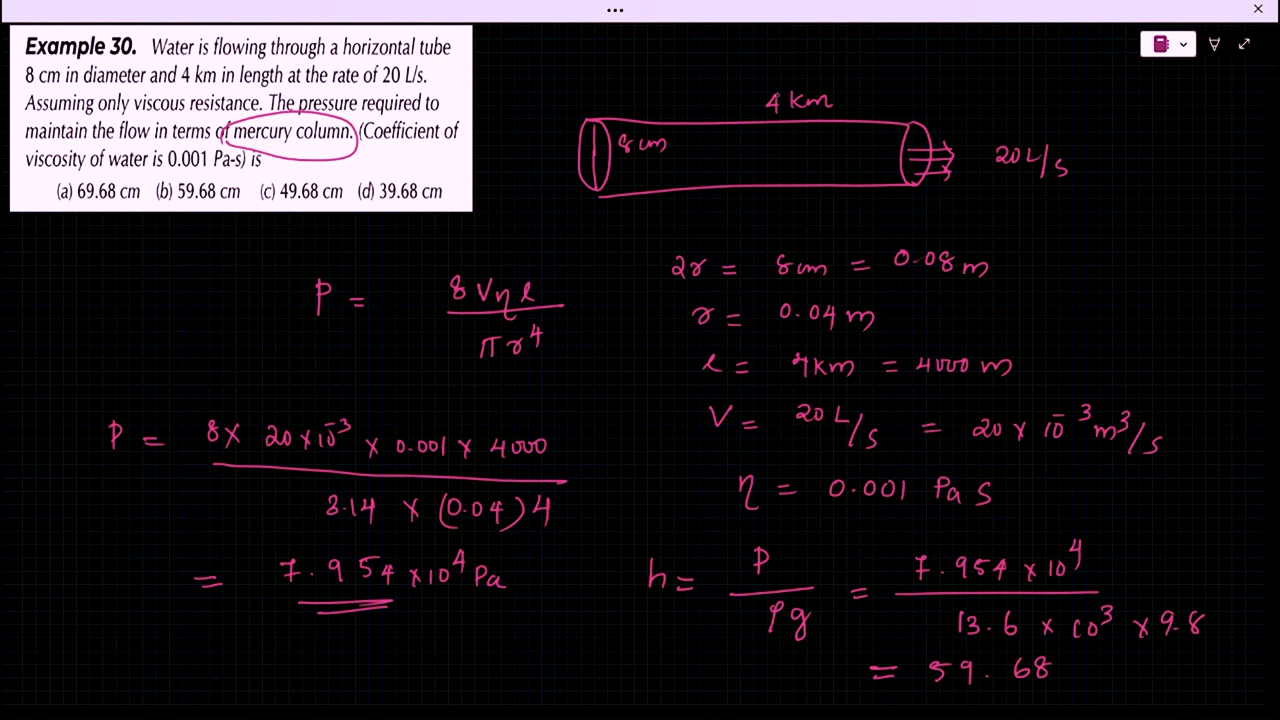 Example 30. Water is flowing through a horizontal tube
8 cm in diameter and 4 km in length at the rate of 20 L/s.
Assuming only viscous resistance. The pressure required to
maintain the flow in terms of mercury column. (Coefficient of
viscosity of water is 0.001 Pa-s) is
(a) 69.68 cm (b) 59.68 cm (c) 49.68 cm (d) 39.68 cm
4 km
8 cm
20 L/s
2r = 8 cm = 0.08 m
r = 0.04 m
l = 4 km = 4000 m
V = 20 L/s = 20 × 10⁻³ m³/s
η = 0.001 Pa s
P = 8 V η l / π r⁴
P = 8 × 20 × 10⁻³ × 0.001 × 4000 / 3.14 × (0.04)4
= 7.954 × 10⁴ Pa
h = P / ρg = 7.954 × 10⁴ / 13.6 × 10³ × 9.8
= 59.68